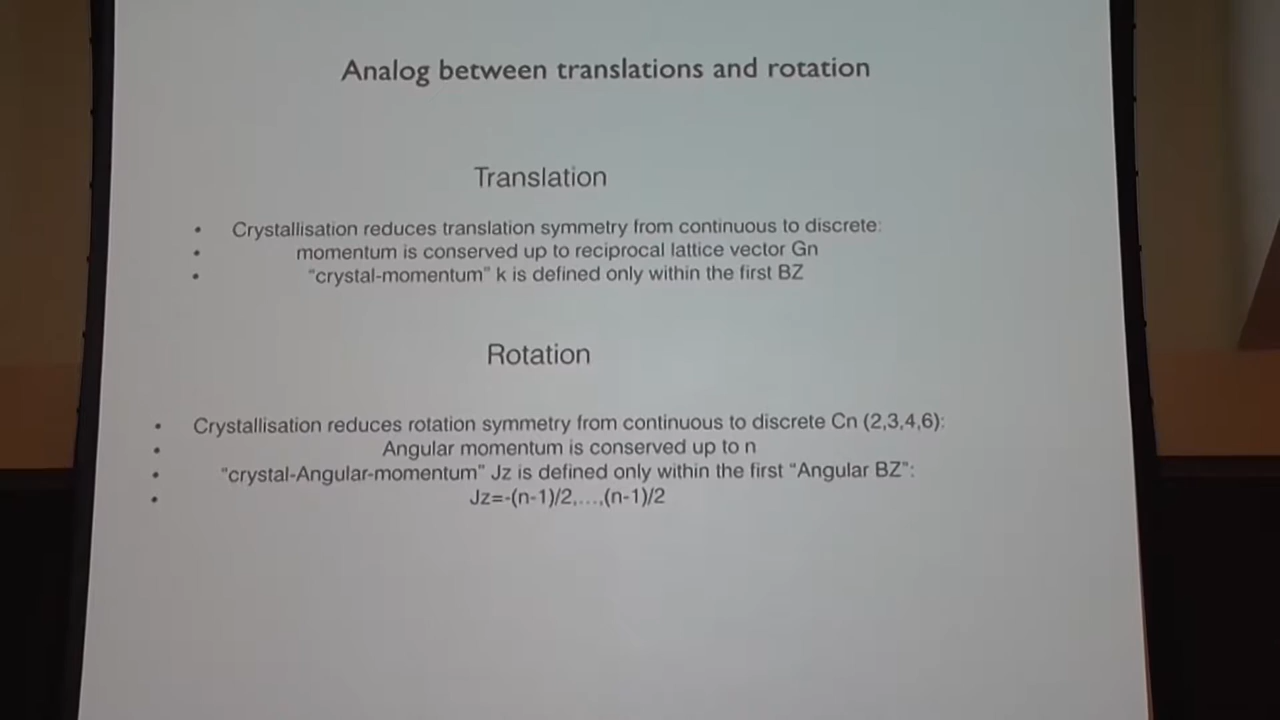 Analog between translations and rotation
Translation
• Crystallisation reduces translation symmetry from continuous to discrete:
• momentum is conserved up to reciprocal lattice vector Gn
• “crystal-momentum” k is defined only within the first BZ
Rotation
• Crystallisation reduces rotation symmetry from continuous to discrete Cn (2,3,4,6):
• Angular momentum is conserved up to n
• “crystal-Angular-momentum” Jz is defined only within the first “Angular BZ”:
• Jz=-(n-1)/2,…,(n-1)/2